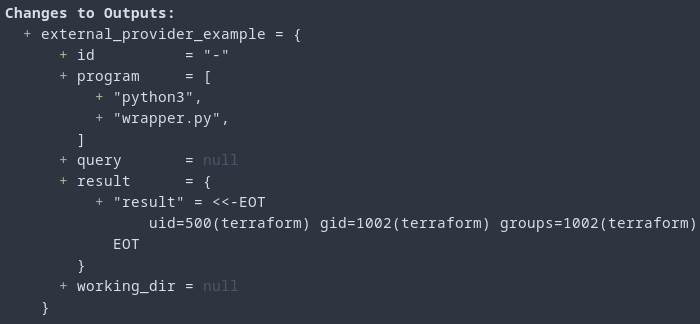 Changes to Outputs:
  + external_provider_example = {
      + id          = "-"
      + program     = [
          + "python3",
          + "wrapper.py",
        ]
      + query       = null
      + result      = {
          + "result" = <<-EOT
                uid=500(terraform) gid=1002(terraform) groups=1002(terraform)
            EOT
        }
      + working_dir = null
    }